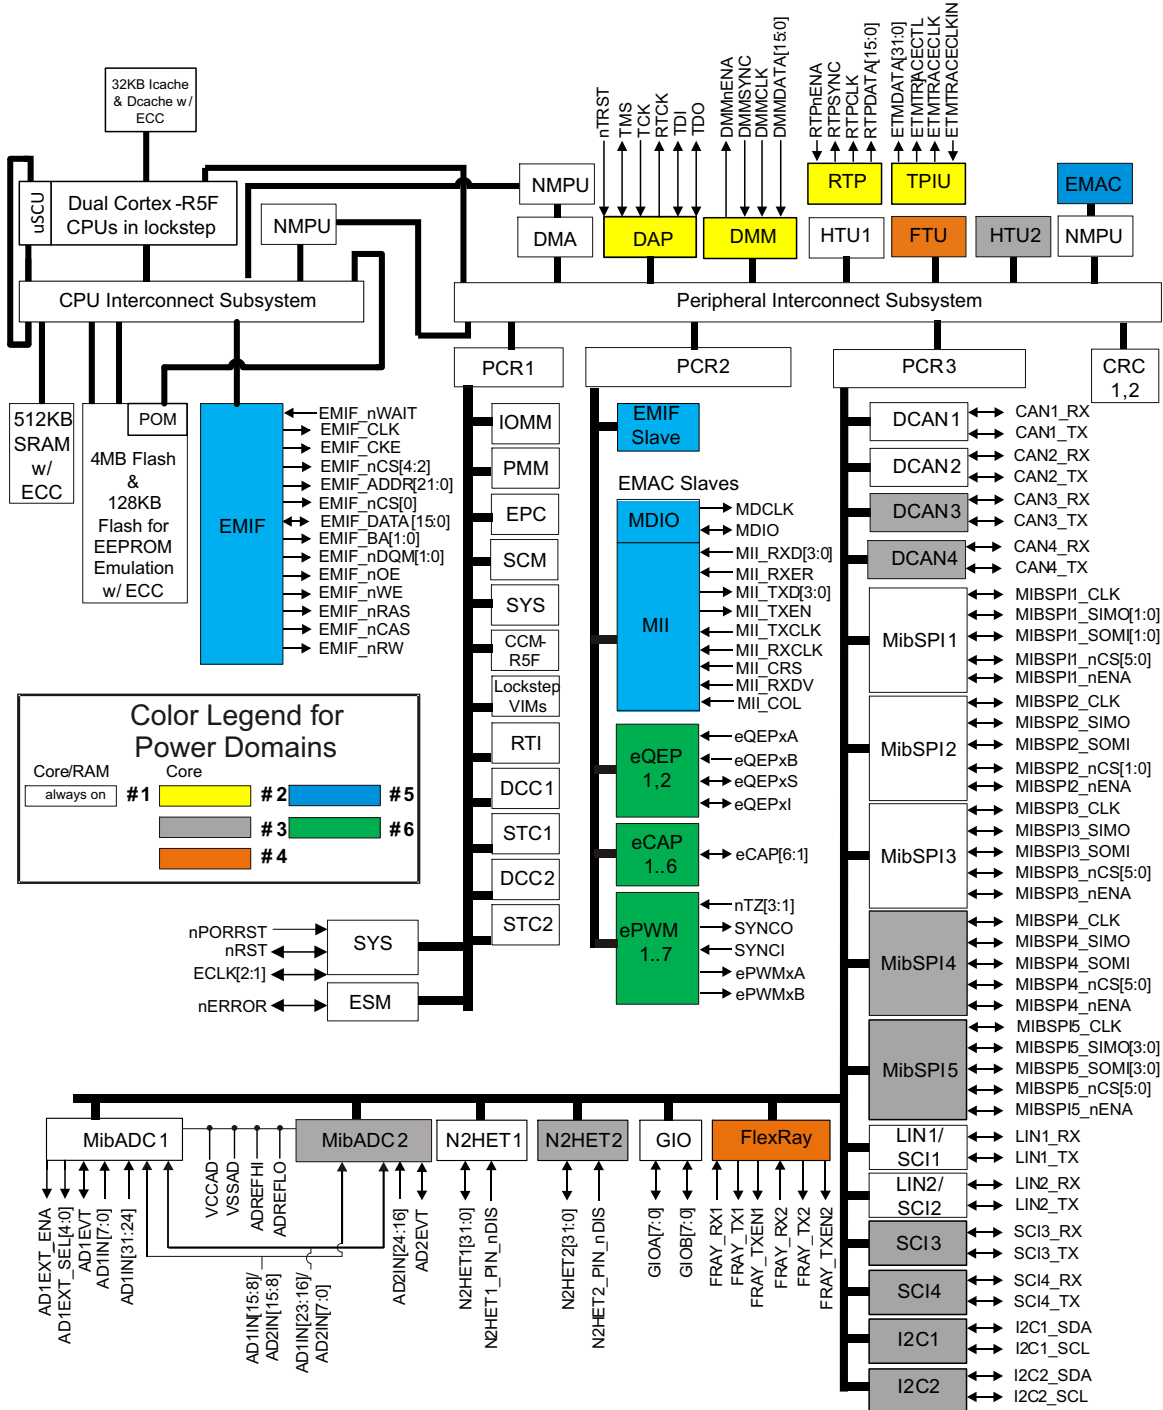 32KB Icache
& Dcache w/
ECC
uSCU
Dual Cortex -R5F
CPUs in lockstep
NMPU
CPU Interconnect Subsystem
512KB
SRAM
w/
ECC
POM
4MB Flash
&
128KB
Flash for
EEPROM
Emulation
w/ ECC
EMIF
EMIF_nWAIT
EMIF_CLK
EMIF_CKE
EMIF_nCS[4:2]
EMIF_ADDR[21:0]
EMIF_nCS[0]
EMIF_DATA[15:0]
EMIF_BA[1:0]
EMIF_nDQM[1:0]
EMIF_nOE
EMIF_nWE
EMIF_nRAS
EMIF_nCAS
EMIF_nRW
nTRST
TMS
TCK
RTCK
TDI
TDO
DMMnENA
DMMSYNC
DMMCLK
DMMDATA[15:0]
RTPnENA
RTPSYNC
RTPCLK
RTPDATA[15:0]
ETMDATA[31:0]
ETMTRACECTL
ETMTRACECLK
ETMTRACECLKIN
NMPU
RTP
TPIU
EMAC
DMA
DAP
DMM
HTU1
FTU
HTU2
NMPU
Peripheral Interconnect Subsystem
PCR1
PCR2
PCR3
CRC
1,2
IOMM
PMM
EPC
SCM
SYS
CCM-
R5F
Lockstep
VIMs
RTI
DCC1
STC1
DCC2
STC2
EMIF
Slave
EMAC Slaves
MDIO
MDCLK
MDIO
MII
MII_RXD[3:0]
MII_RXER
MII_TXD[3:0]
MII_TXEN
MII_TXCLK
MII_RXCLK
MII_CRS
MII_RXDV
MII_COL
eQEP
1,2
eQEPxA
eQEPxB
eQEPxS
eQEPxI
eCAP
1..6
eCAP[6:1]
ePWM
1..7
nTZ[3:1]
SYNCO
SYNCI
ePWMxA
ePWMxB
DCAN1
CAN1_RX
CAN1_TX
DCAN2
CAN2_RX
CAN2_TX
DCAN3
CAN3_RX
CAN3_TX
DCAN4
CAN4_RX
CAN4_TX
MibSPI1
MIBSPI1_CLK
MIBSPI1_SIMO[1:0]
MIBSPI1_SOMI[1:0]
MIBSPI1_nCS[5:0]
MIBSPI1_nENA
MibSPI2
MIBSPI2_CLK
MIBSPI2_SIMO
MIBSPI2_SOMI
MIBSPI2_nCS[1:0]
MIBSPI2_nENA
MibSPI3
MIBSPI3_CLK
MIBSPI3_SIMO
MIBSPI3_SOMI
MIBSPI3_nCS[5:0]
MIBSPI3_nENA
MibSPI4
MIBSPI4_CLK
MIBSPI4_SIMO
MIBSPI4_SOMI
MIBSPI4_nCS[5:0]
MIBSPI4_nENA
MibSPI5
MIBSPI5_CLK
MIBSPI5_SIMO[3:0]
MIBSPI5_SOMI[3:0]
MIBSPI5_nCS[5:0]
MIBSPI5_nENA
LIN1/
SCI1
LIN1_RX
LIN1_TX
LIN2/
SCI2
LIN2_RX
LIN2_TX
SCI3
SCI3_RX
SCI3_TX
SCI4
SCI4_RX
SCI4_TX
I2C1
I2C1_SDA
I2C1_SCL
I2C2
I2C2_SDA
I2C2_SCL
Color Legend for
Power Domains
Core/RAM
Core
always on
#1
#2
#5
#3
#6
#4
nPORRST
nRST
ECLK[2:1]
SYS
nERROR
ESM
MibADC1
MibADC2
N2HET1
N2HET2
GIO
FlexRay
AD1EXT_ENA
AD1EXT_SEL[4:0]
AD1EVT
AD1IN[7:0]
AD1IN[31:24]
VCCAD
VSSAD
ADREFHI
ADREFLO
AD1IN[15:8]/
AD2IN[15:8]
AD1IN[23:16]/
AD2IN[7:0]
AD2IN[24:16]
AD2EVT
N2HET1[31:0]
N2HET1_PIN_nDIS
N2HET2[31:0]
N2HET2_PIN_nDIS
GIOA[7:0]
GIOB[7:0]
FRAY_RX1
FRAY_TX1
FRAY_TXEN1
FRAY_RX2
FRAY_TX2
FRAY_TXEN2